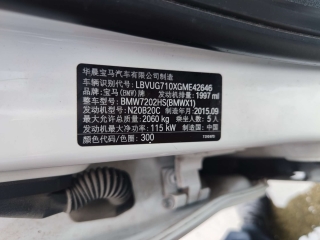 华晨宝马汽车有限公司制造
车辆识别代号: LBVUG710XGME42646
品牌: 宝马(BMW)牌 发动机排量: 1997 ml
整车型号: BMW7202HS(BMWX1)
发动机型号: N20B20C 制造年月: 2015.09
最大允许总质量: 2060 kg 乘坐人数: 5 人
发动机最大净功率: 115 kW 制造国: 中国
颜色代码/色圈: 300